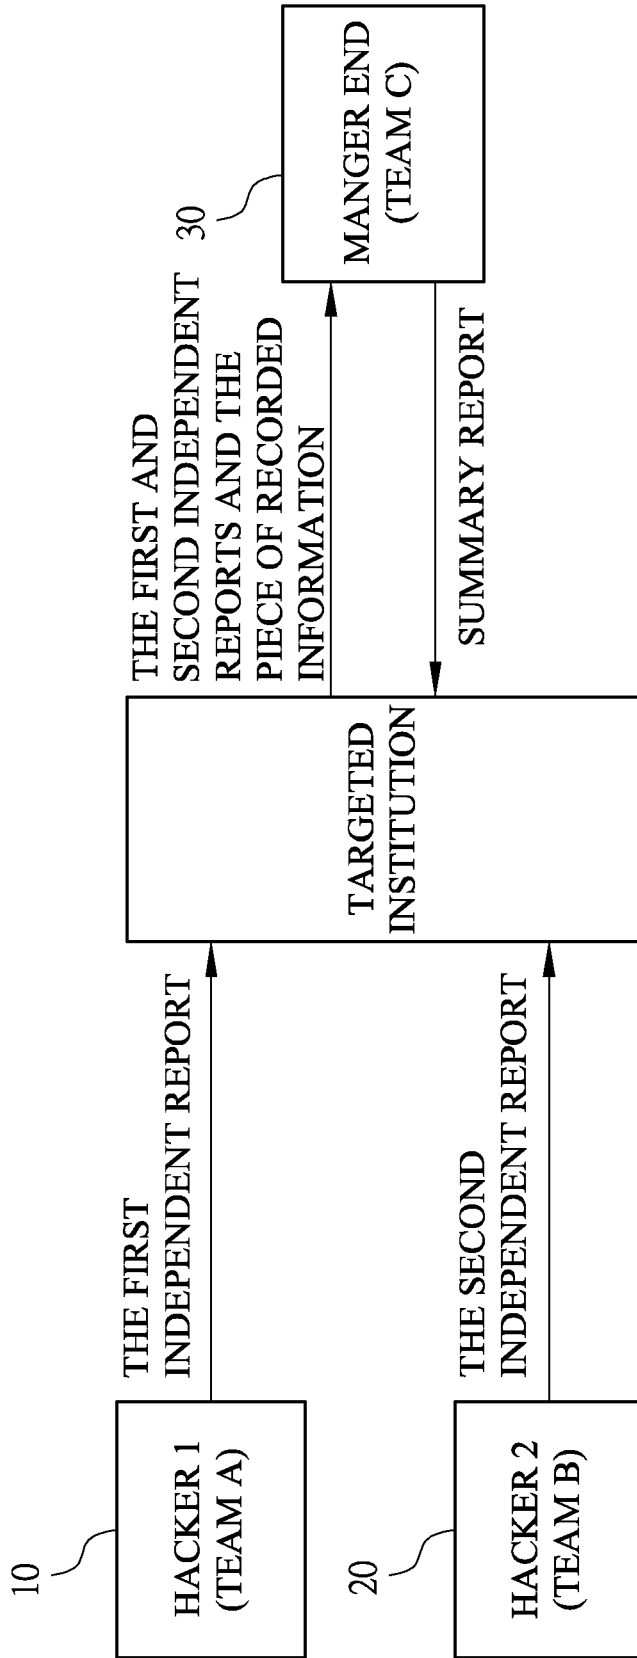 10
HACKER 1
(TEAM A)
THE FIRST
INDEPENDENT REPORT
20
HACKER 2
(TEAM B)
THE SECOND
INDEPENDENT REPORT
TARGETED
INSTITUTION
THE FIRST AND
SECOND INDEPENDENT
REPORTS AND THE
PIECE OF RECORDED
INFORMATION
SUMMARY REPORT
30
MANGER END
(TEAM C)